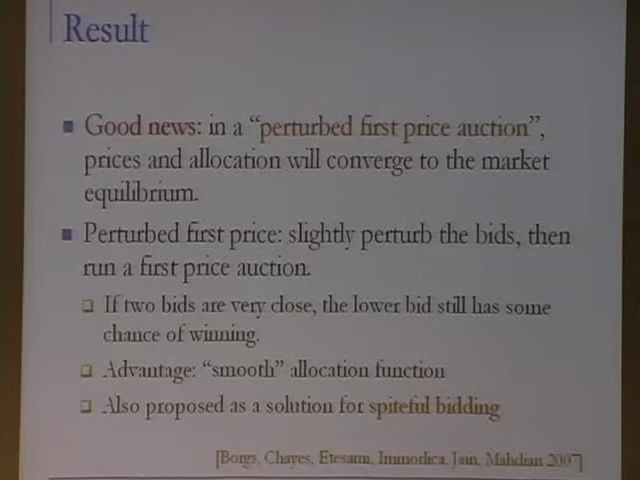 Result
Good news: in a "perturbed first price auction",
prices and allocation will converge to the market
equilibrium.
Perturbed first price: slightly perturb the bids, then
run a first price auction.
If two bids are very close, the lower bid still has some
chance of winning.
Advantage: "smooth" allocation function
Also proposed as a solution for spiteful bidding
[Borgs, Chayes, Etesami, Immorlica, Jain, Mahdian 2007]